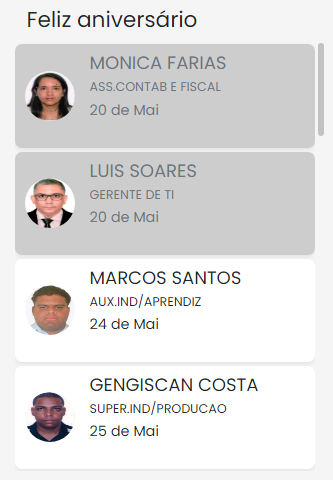 Feliz aniversário
MONICA FARIAS
ASS.CONTAB E FISCAL
20 de Mai
LUIS SOARES
GERENTE DE TI
20 de Mai
MARCOS SANTOS
AUX.IND/APRENDIZ
24 de Mai
GENGISCAN COSTA
SUPER.IND/PRODUCAO
25 de Mai